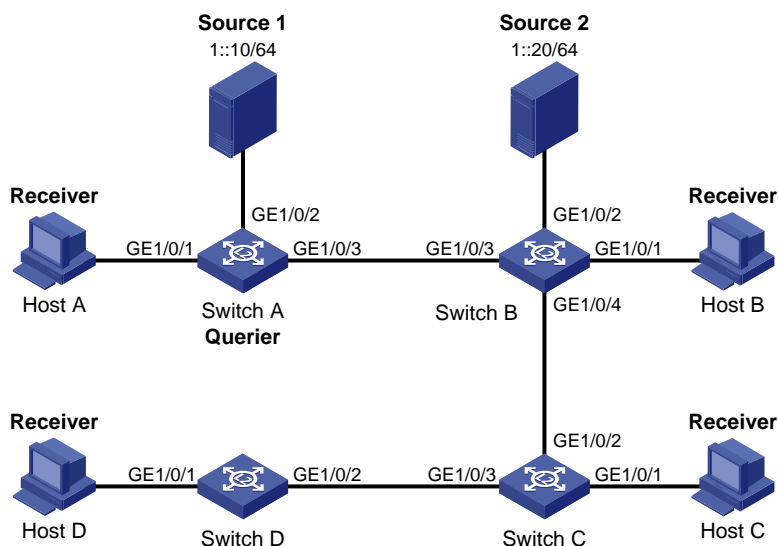 Source 1
1::10/64
Source 2
1::20/64
Receiver
Receiver
GE1/0/2
GE1/0/2
GE1/0/1
GE1/0/3
GE1/0/3
GE1/0/1
Host A
Switch A
Querier
Switch B
GE1/0/4
Host B
Receiver
Receiver
GE1/0/2
GE1/0/1
GE1/0/2
GE1/0/3
GE1/0/1
Host D
Switch D
Switch C
Host C